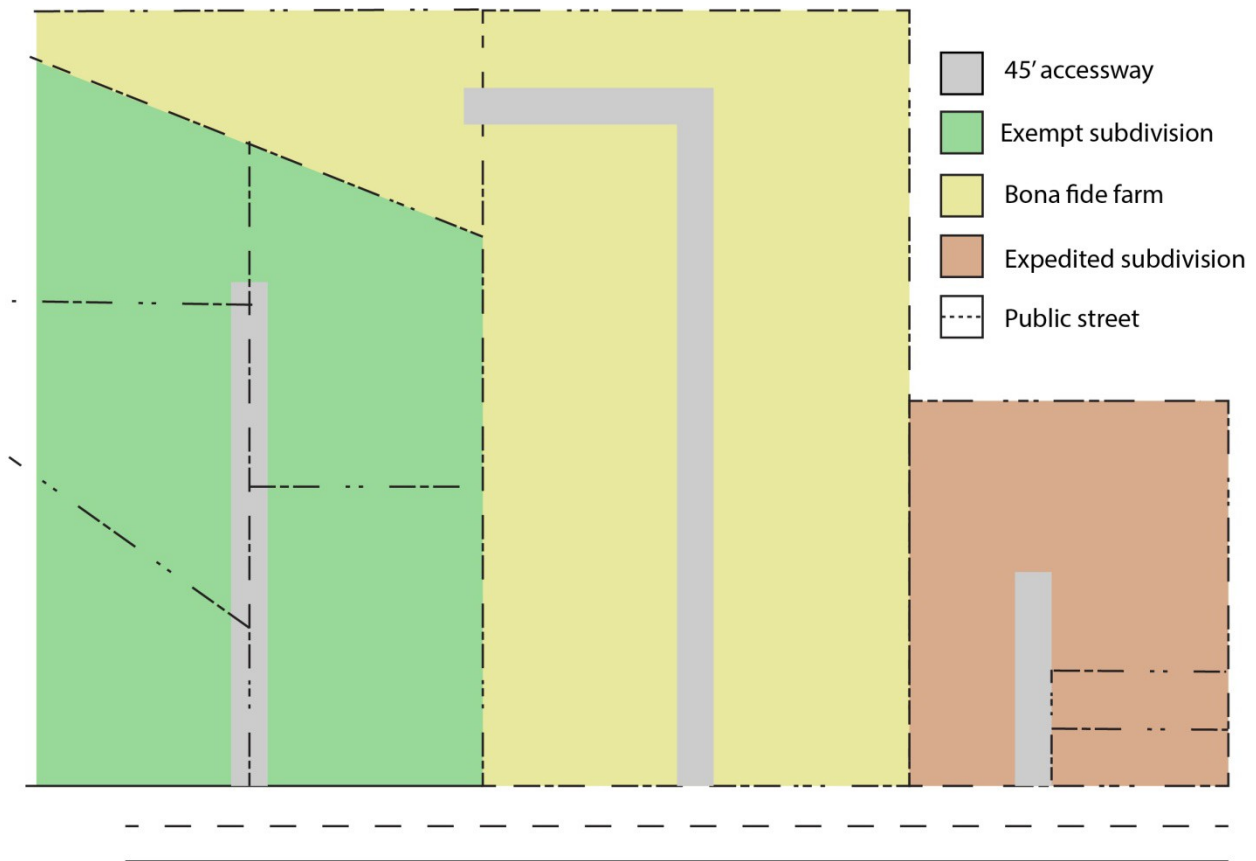 45’ accessway
Exempt subdivision
Bona fide farm
Expedited subdivision
Public street